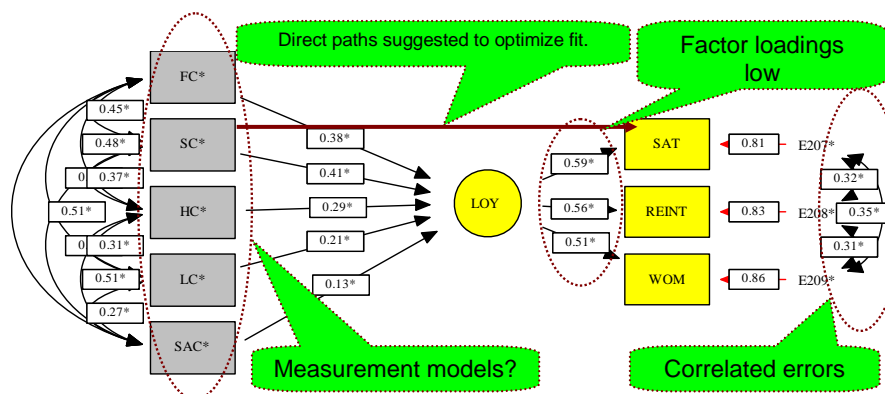 Direct paths suggested to optimize fit.
Factor loadings
low
FC*
0.45*
SC*
0.48*
0.38*
0.59*
SAT
0.81
E207*
0.41*
0.32*
0
0.37*
HC*
0.29*
LOY
0.56*
REINT
0.83
E208*
0.35*
0.51*
0.21*
0.51*
0
0.31*
LC*
0.31*
0.51*
0.13*
WOM
0.86
E209*
0.27*
SAC*
Measurement models?
Correlated errors